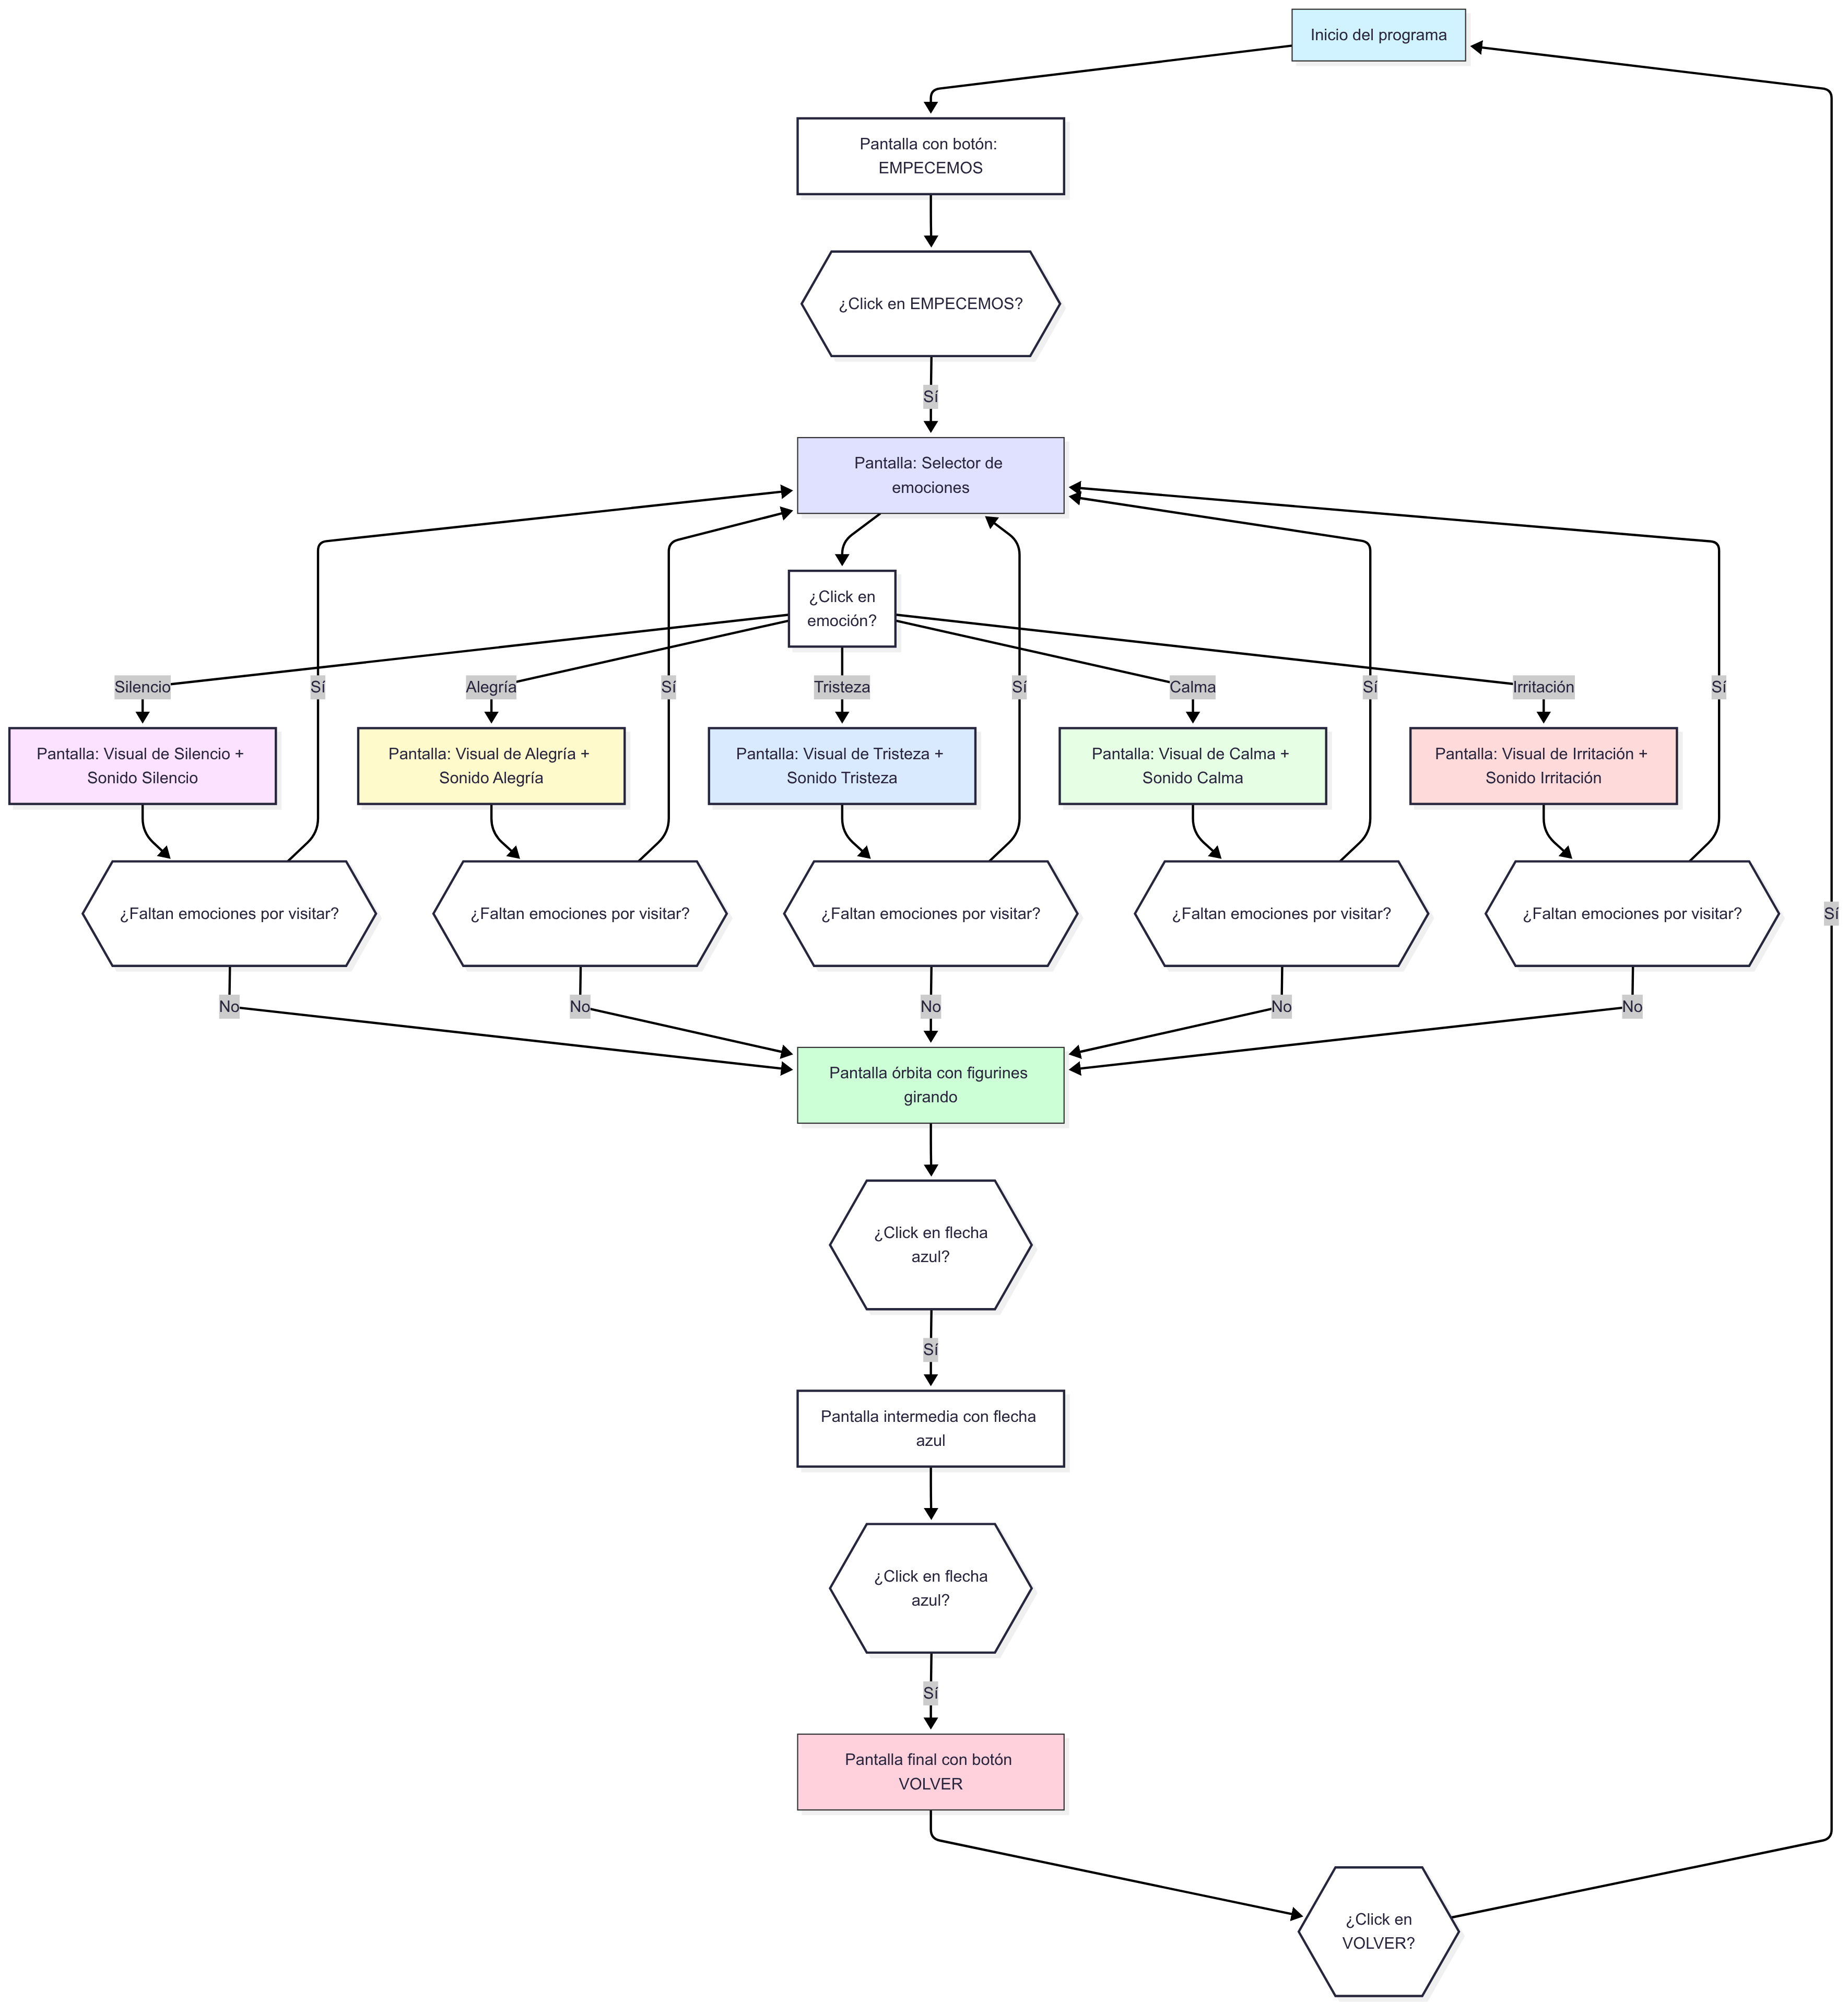 Inicio del programa
Pantalla con botón:
EMPECEMOS
¿Click en EMPECEMOS?
Sí
Pantalla: Selector de
emociones
¿Click en
emoción?
Silencio
Sí
Alegría
Sí
Tristeza
Sí
Calma
Sí
Irritación
Sí
Pantalla: Visual de Silencio +
Sonido Silencio
Pantalla: Visual de Alegría +
Sonido Alegría
Pantalla: Visual de Tristeza +
Sonido Tristeza
Pantalla: Visual de Calma +
Sonido Calma
Pantalla: Visual de Irritación +
Sonido Irritación
¿Faltan emociones por visitar?
¿Faltan emociones por visitar?
¿Faltan emociones por visitar?
¿Faltan emociones por visitar?
¿Faltan emociones por visitar?
Sí
No
No
No
No
No
Pantalla órbita con figurines
girando
¿Click en flecha
azul?
Sí
Pantalla intermedia con flecha
azul
¿Click en flecha
azul?
Sí
Pantalla final con botón
VOLVER
¿Click en
VOLVER?